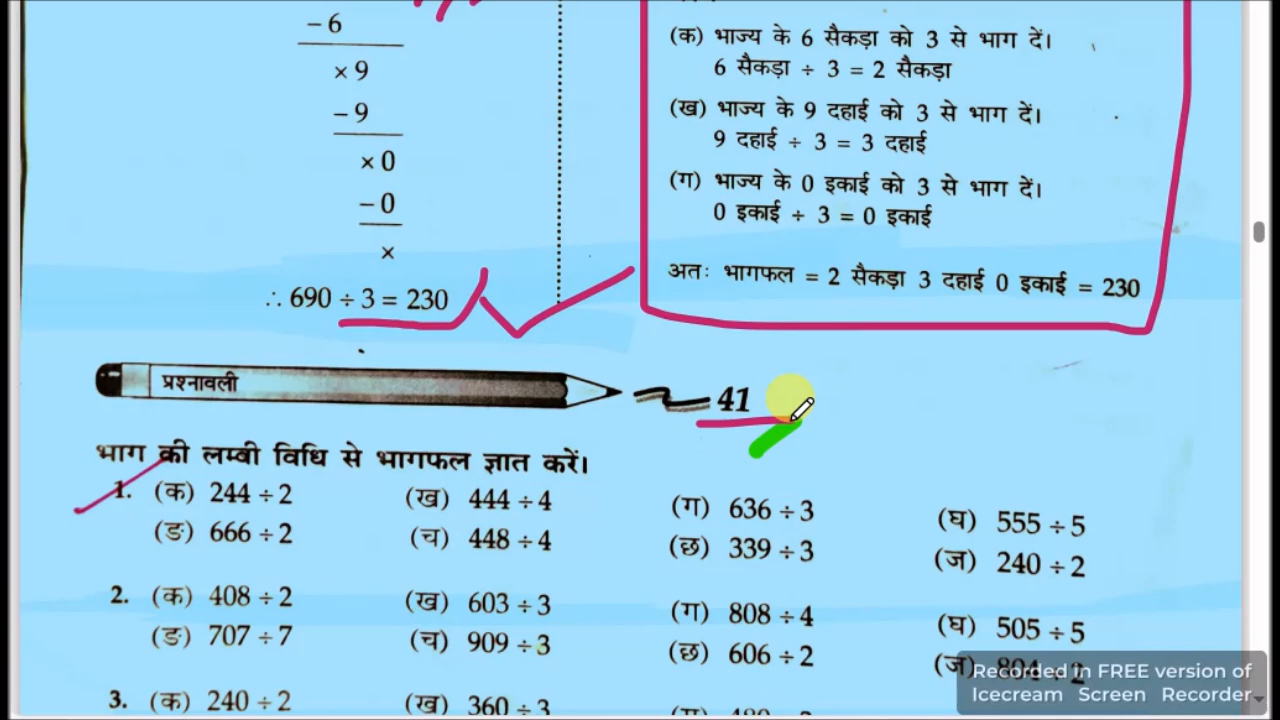 − 6
× 9
− 9
× 0
− 0
×
∴ 690 ÷ 3 = 230
(क) भाज्य के 6 सैकड़ा को 3 से भाग दें।
6 सैकड़ा ÷ 3 = 2 सैकड़ा
(ख) भाज्य के 9 दहाई को 3 से भाग दें।
9 दहाई ÷ 3 = 3 दहाई
(ग) भाज्य के 0 इकाई को 3 से भाग दें।
0 इकाई ÷ 3 = 0 इकाई
अतः भागफल = 2 सैकड़ा 3 दहाई 0 इकाई = 230
प्रश्नावली 41
भाग की लम्बी विधि से भागफल ज्ञात करें।
1. (क) 244 ÷ 2 (ख) 444 ÷ 4 (ग) 636 ÷ 3 (घ) 555 ÷ 5
(ङ) 666 ÷ 2 (च) 448 ÷ 4 (छ) 339 ÷ 3 (ज) 240 ÷ 2
2. (क) 408 ÷ 2 (ख) 603 ÷ 3 (ग) 808 ÷ 4 (घ) 505 ÷ 5
(ङ) 707 ÷ 7 (च) 909 ÷ 3 (छ) 606 ÷ 2 (ज) 804 ÷ 2
3. (क) 240 ÷ 2 (ख) 360 ÷ 3
Recorded in FREE version of
Icecream Screen Recorder